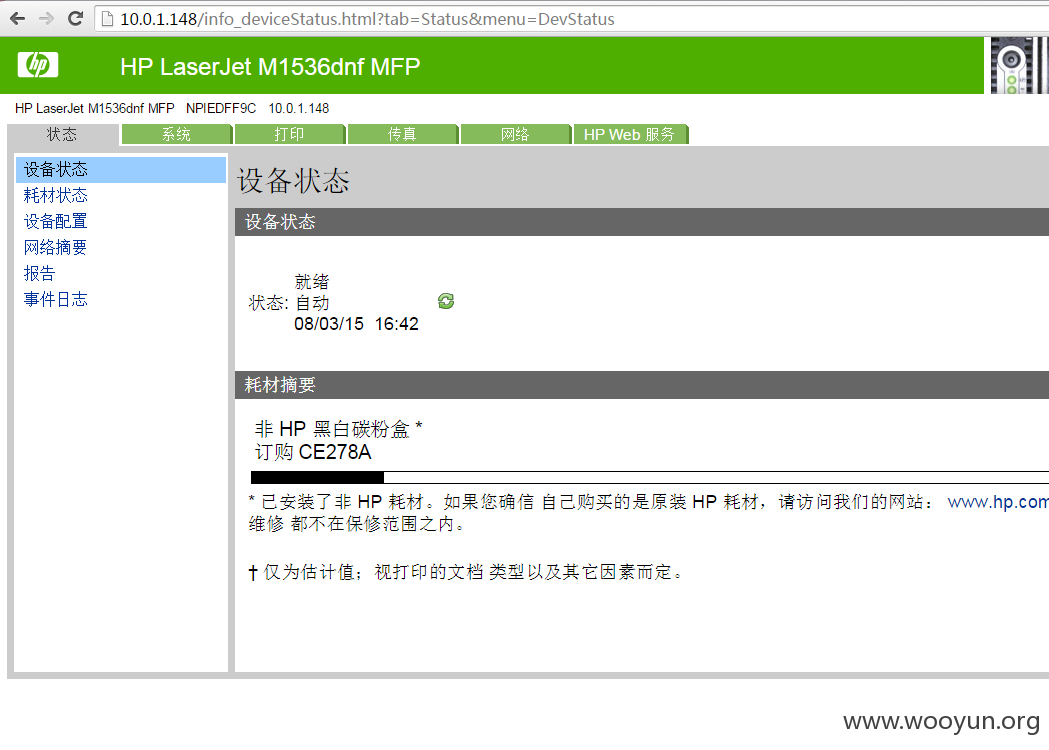 10.0.1.148/info_deviceStatus.html?tab=Status&menu=DevStatus
hp
HP LaserJet M1536dnf MFP
HP LaserJet M1536dnf MFP NPIEDFF9C 10.0.1.148
状态 系统 打印 传真 网络 HP Web 服务
设备状态
耗材状态
设备配置
网络摘要
报告
事件日志
设备状态
设备状态
就绪
状态: 自动
08/03/15 16:42
耗材摘要
非 HP 黑白碳粉盒 *
订购 CE278A
* 已安装了非 HP 耗材。如果您确信 自己购买的是原装 HP 耗材，请访问我们的网站： www.hp.com
维修 都不在保修范围之内。
† 仅为估计值；视打印的文档 类型以及其它因素而定。
www.wooyun.org